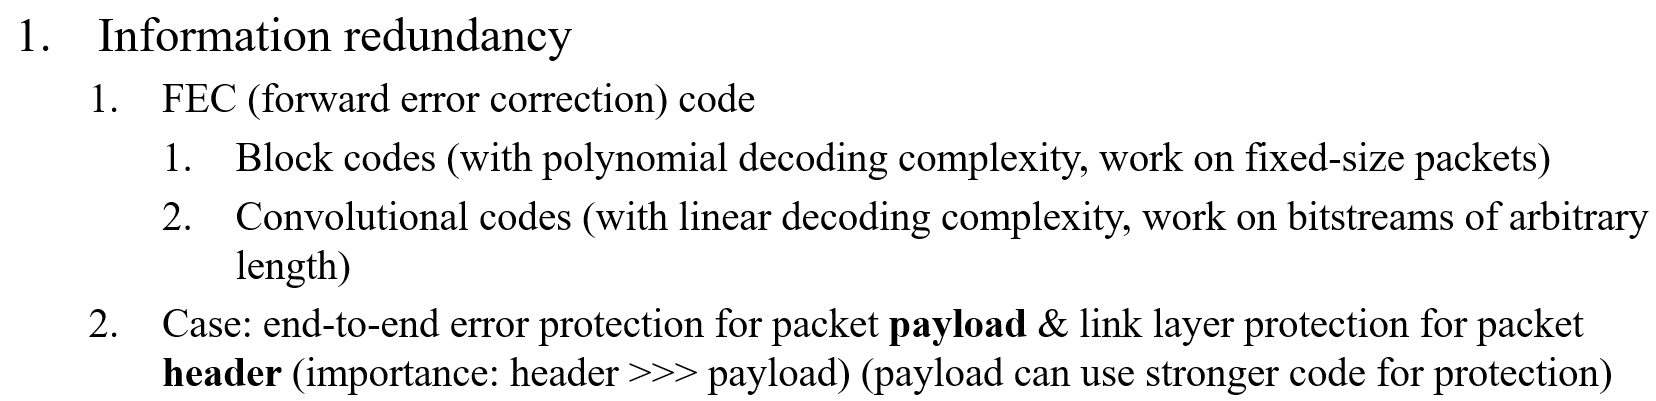 1. Information redundancy
1. FEC (forward error correction) code
1. Block codes (with polynomial decoding complexity, work on fixed-size packets)
2. Convolutional codes (with linear decoding complexity, work on bitstreams of arbitrary
length)
2. Case: end-to-end error protection for packet payload & link layer protection for packet
header (importance: header >>> payload) (payload can use stronger code for protection)